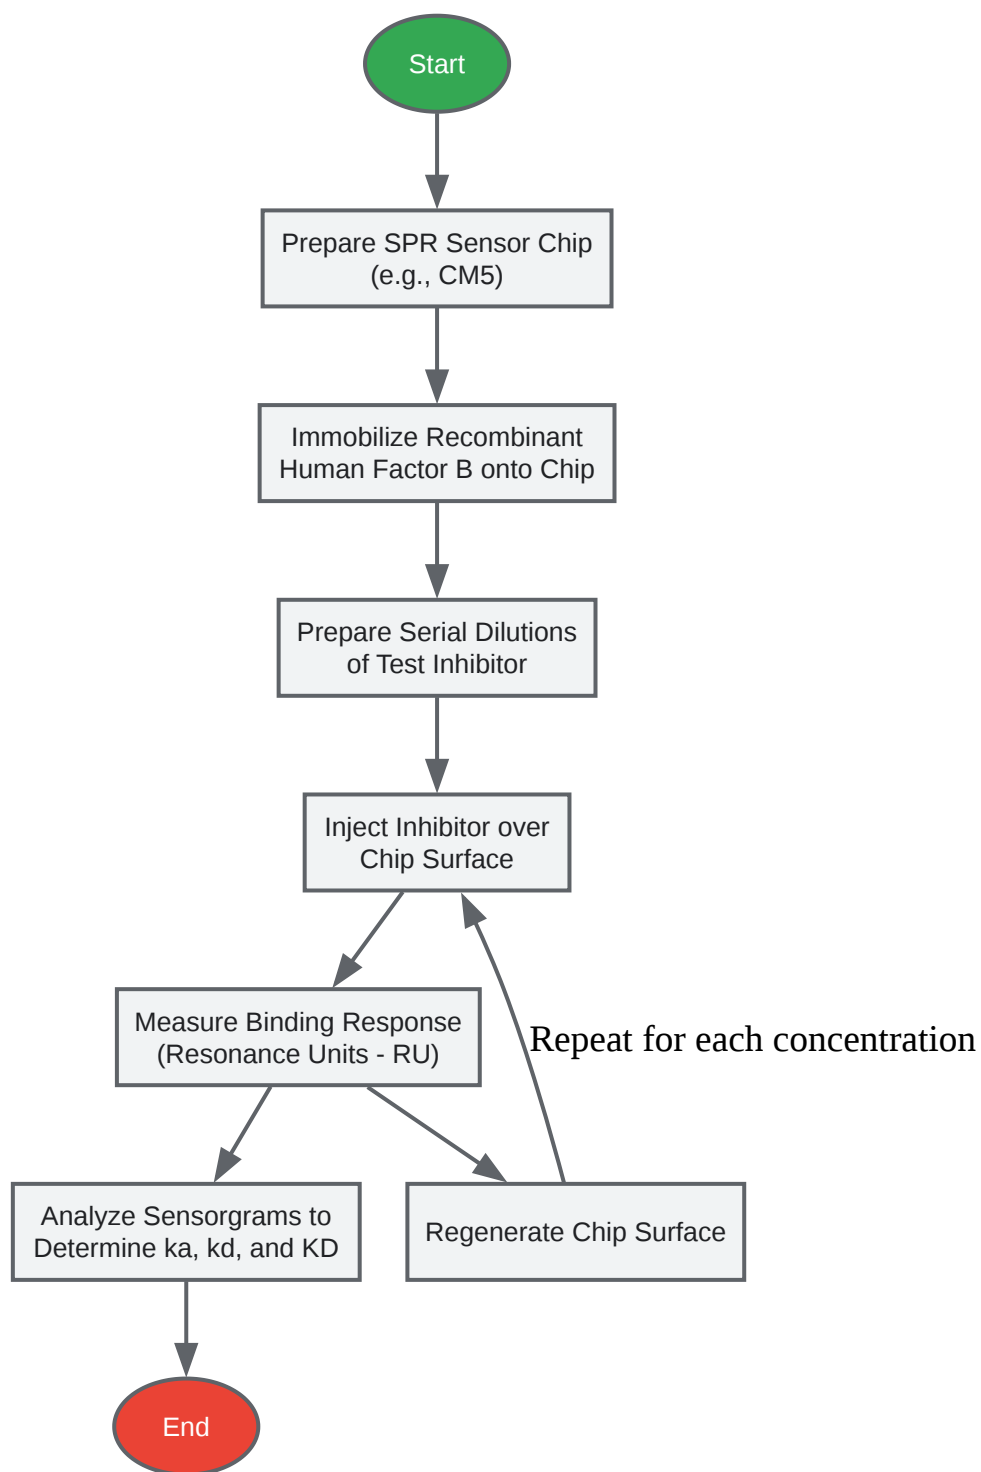 Start
Prepare SPR Sensor Chip
(e.g., CM5)
Immobilize Recombinant
Human Factor B onto Chip
Prepare Serial Dilutions
of Test Inhibitor
Inject Inhibitor over
Chip Surface
Measure Binding Response
(Resonance Units - RU)
Repeat for each concentration
Analyze Sensorgrams to
Determine ka, kd, and KD
Regenerate Chip Surface
End